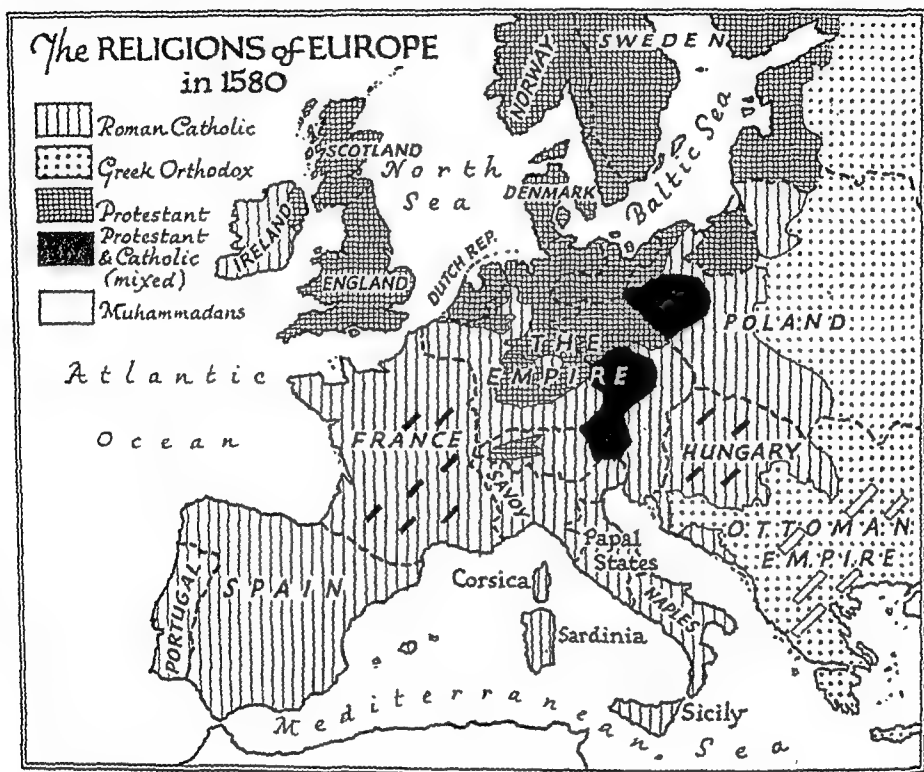 The RELIGIONS of EUROPE
in 1580
Roman Catholic
Greek Orthodox
Protestant
Protestant
& Catholic
(mixed)
Muhammadans
NORWAY
SWEDEN
SCOTLAND
North
Sea
DENMARK
Baltic Sea
IRELAND
ENGLAND
DUTCH REP.
POLAND
THE
EMPIRE
Atlantic
Ocean
FRANCE
HUNGARY
SAVOY
OTTOMAN
EMPIRE
Papal
States
NAPLES
Corsica
Sardinia
SPAIN
PORTUGAL
Sicily
Mediterranean Sea